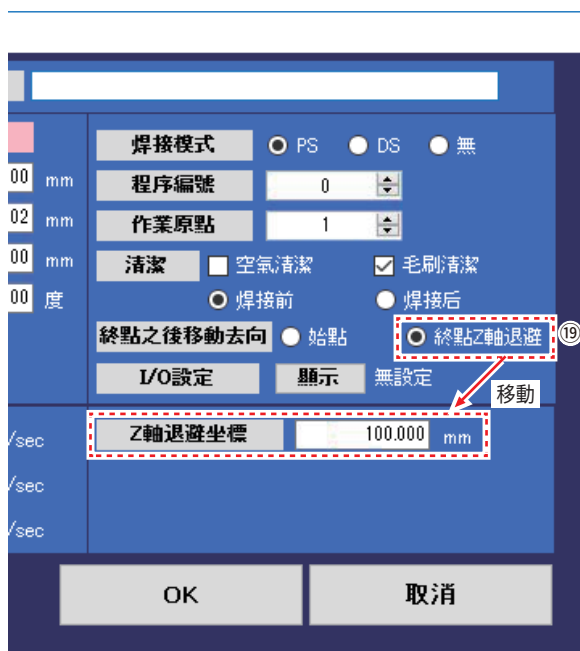 焊接模式 PS DS 無
00 mm 程序編號 0
02 mm 作業原點 1
00 mm 清潔 空氣清潔 毛刷清潔
00 度 焊接前 焊接后
終點之後移動去向 始點 終點Z軸退避 ⑲
I/O設定 顯示 無設定
移動
/sec Z軸退避坐標 100.000 mm
/sec
/sec
OK 取消